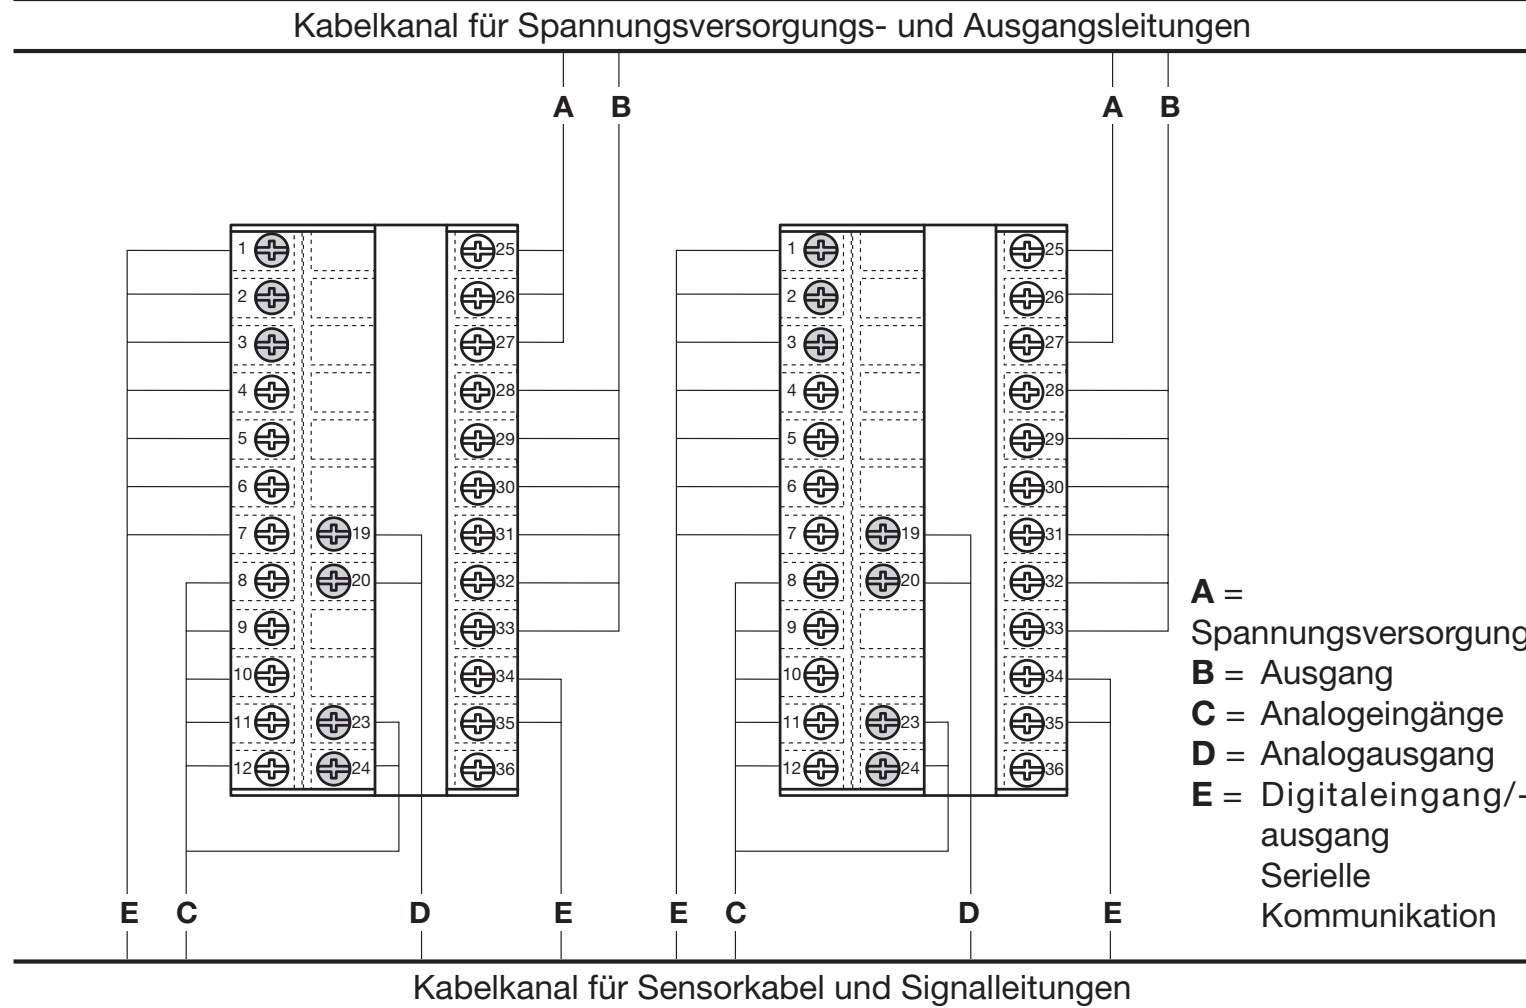 Kabelkanal für Spannungsversorgungs- und Ausgangsleitungen
A B A B
1 25 1 25
2 26 2 26
3 27 3 27
4 28 4 28
5 29 5 29
6 30 6 30
7 19 31 7 19 31
8 20 32 8 20 32
9 33 9 33
10 34 10 34
11 23 35 11 23 35
12 24 36 12 24 36
A =
Spannungsversorgung
B = Ausgang
C = Analogeingänge
D = Analogausgang
E = Digitaleingang/-
ausgang
Serielle
Kommunikation
E C D E E C D E
Kabelkanal für Sensorkabel und Signalleitungen